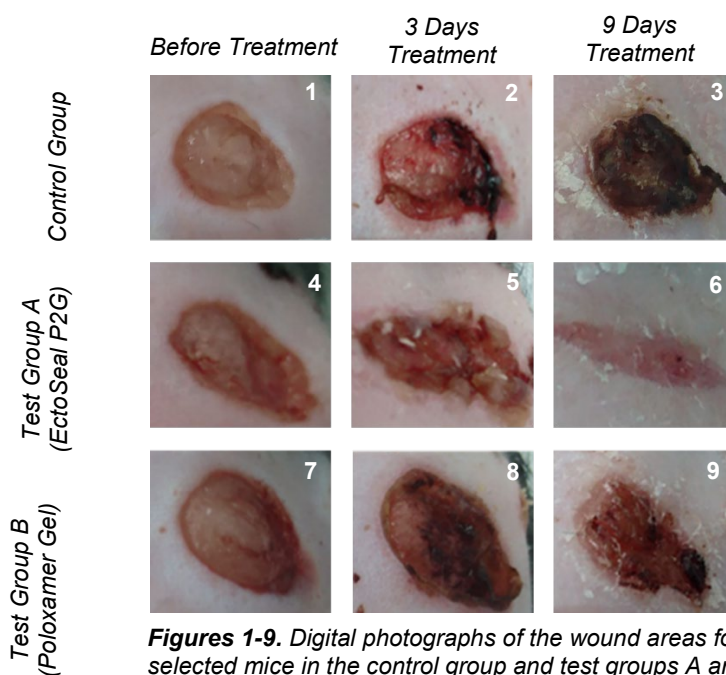 Before Treatment
3 Days
Treatment
9 Days
Treatment
Control Group
1
2
3
Test Group A
(EctoSeal P2G)
4
5
6
Test Group B
(Poloxamer Gel)
7
8
9
Figures 1-9. Digital photographs of the wound areas
selected mice in the control group and test groups A